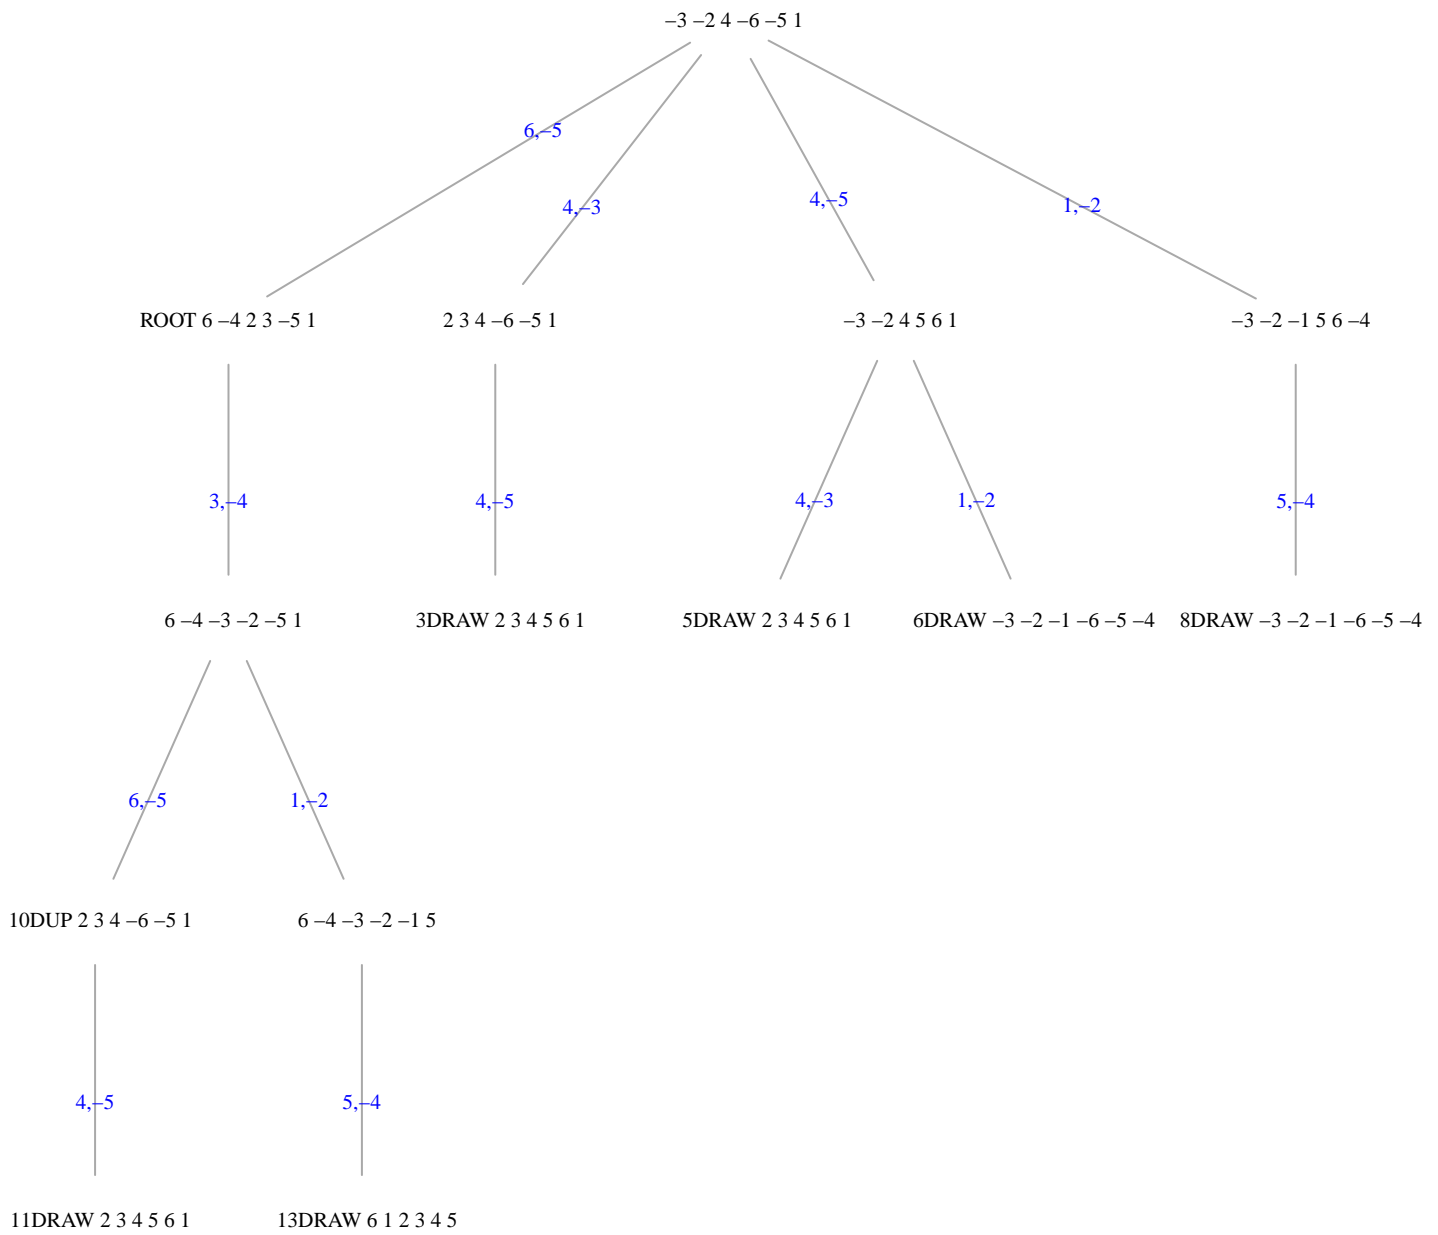 −3 −2 4 −6 −5 1
6,−5
4,−3
4,−5
1,−2
ROOT 6 −4 2 3 −5 1
2 3 4 −6 −5 1
−3 −2 4 5 6 1
−3 −2 −1 5 6 −4
3,−4
4,−5
4,−3
1,−2
5,−4
6 −4 −3 −2 −5 1
3DRAW 2 3 4 5 6 1
5DRAW 2 3 4 5 6 1
6DRAW −3 −2 −1 −6 −5 −4
8DRAW −3 −2 −1 −6 −5 −4
6,−5
1,−2
10DUP 2 3 4 −6 −5 1
6 −4 −3 −2 −1 5
4,−5
5,−4
11DRAW 2 3 4 5 6 1
13DRAW 6 1 2 3 4 5